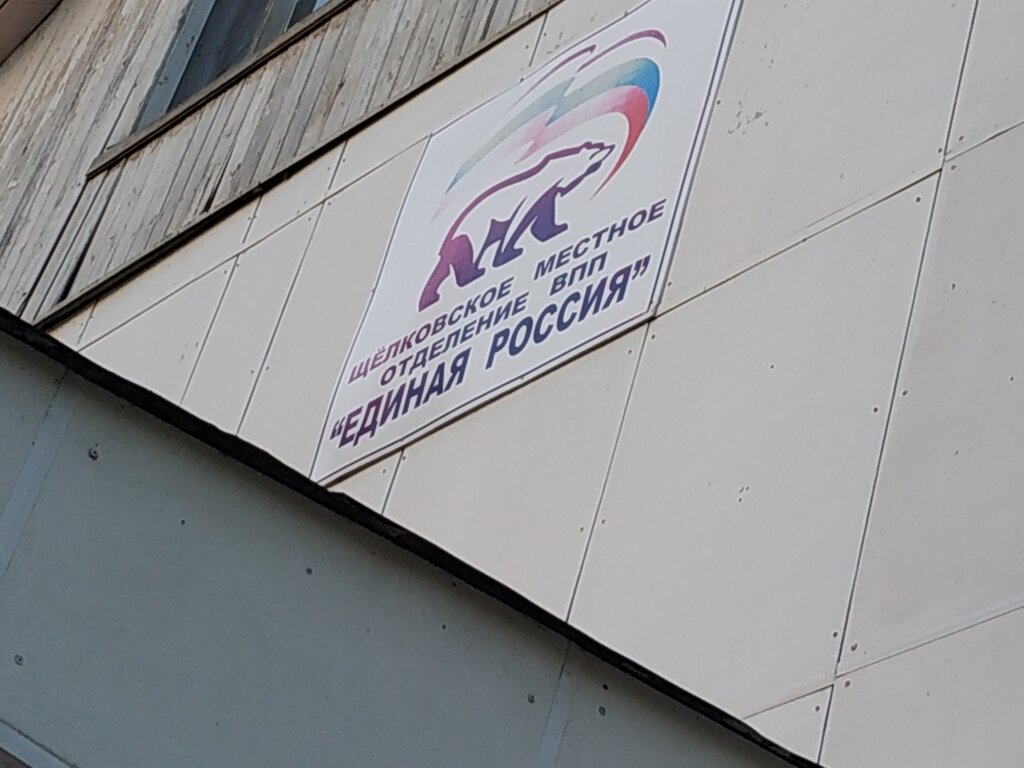 ЩЁЛКОВСКОЕ МЕСТНОЕ
ОТДЕЛЕНИЕ ВПП
“ЕДИНАЯ РОССИЯ”